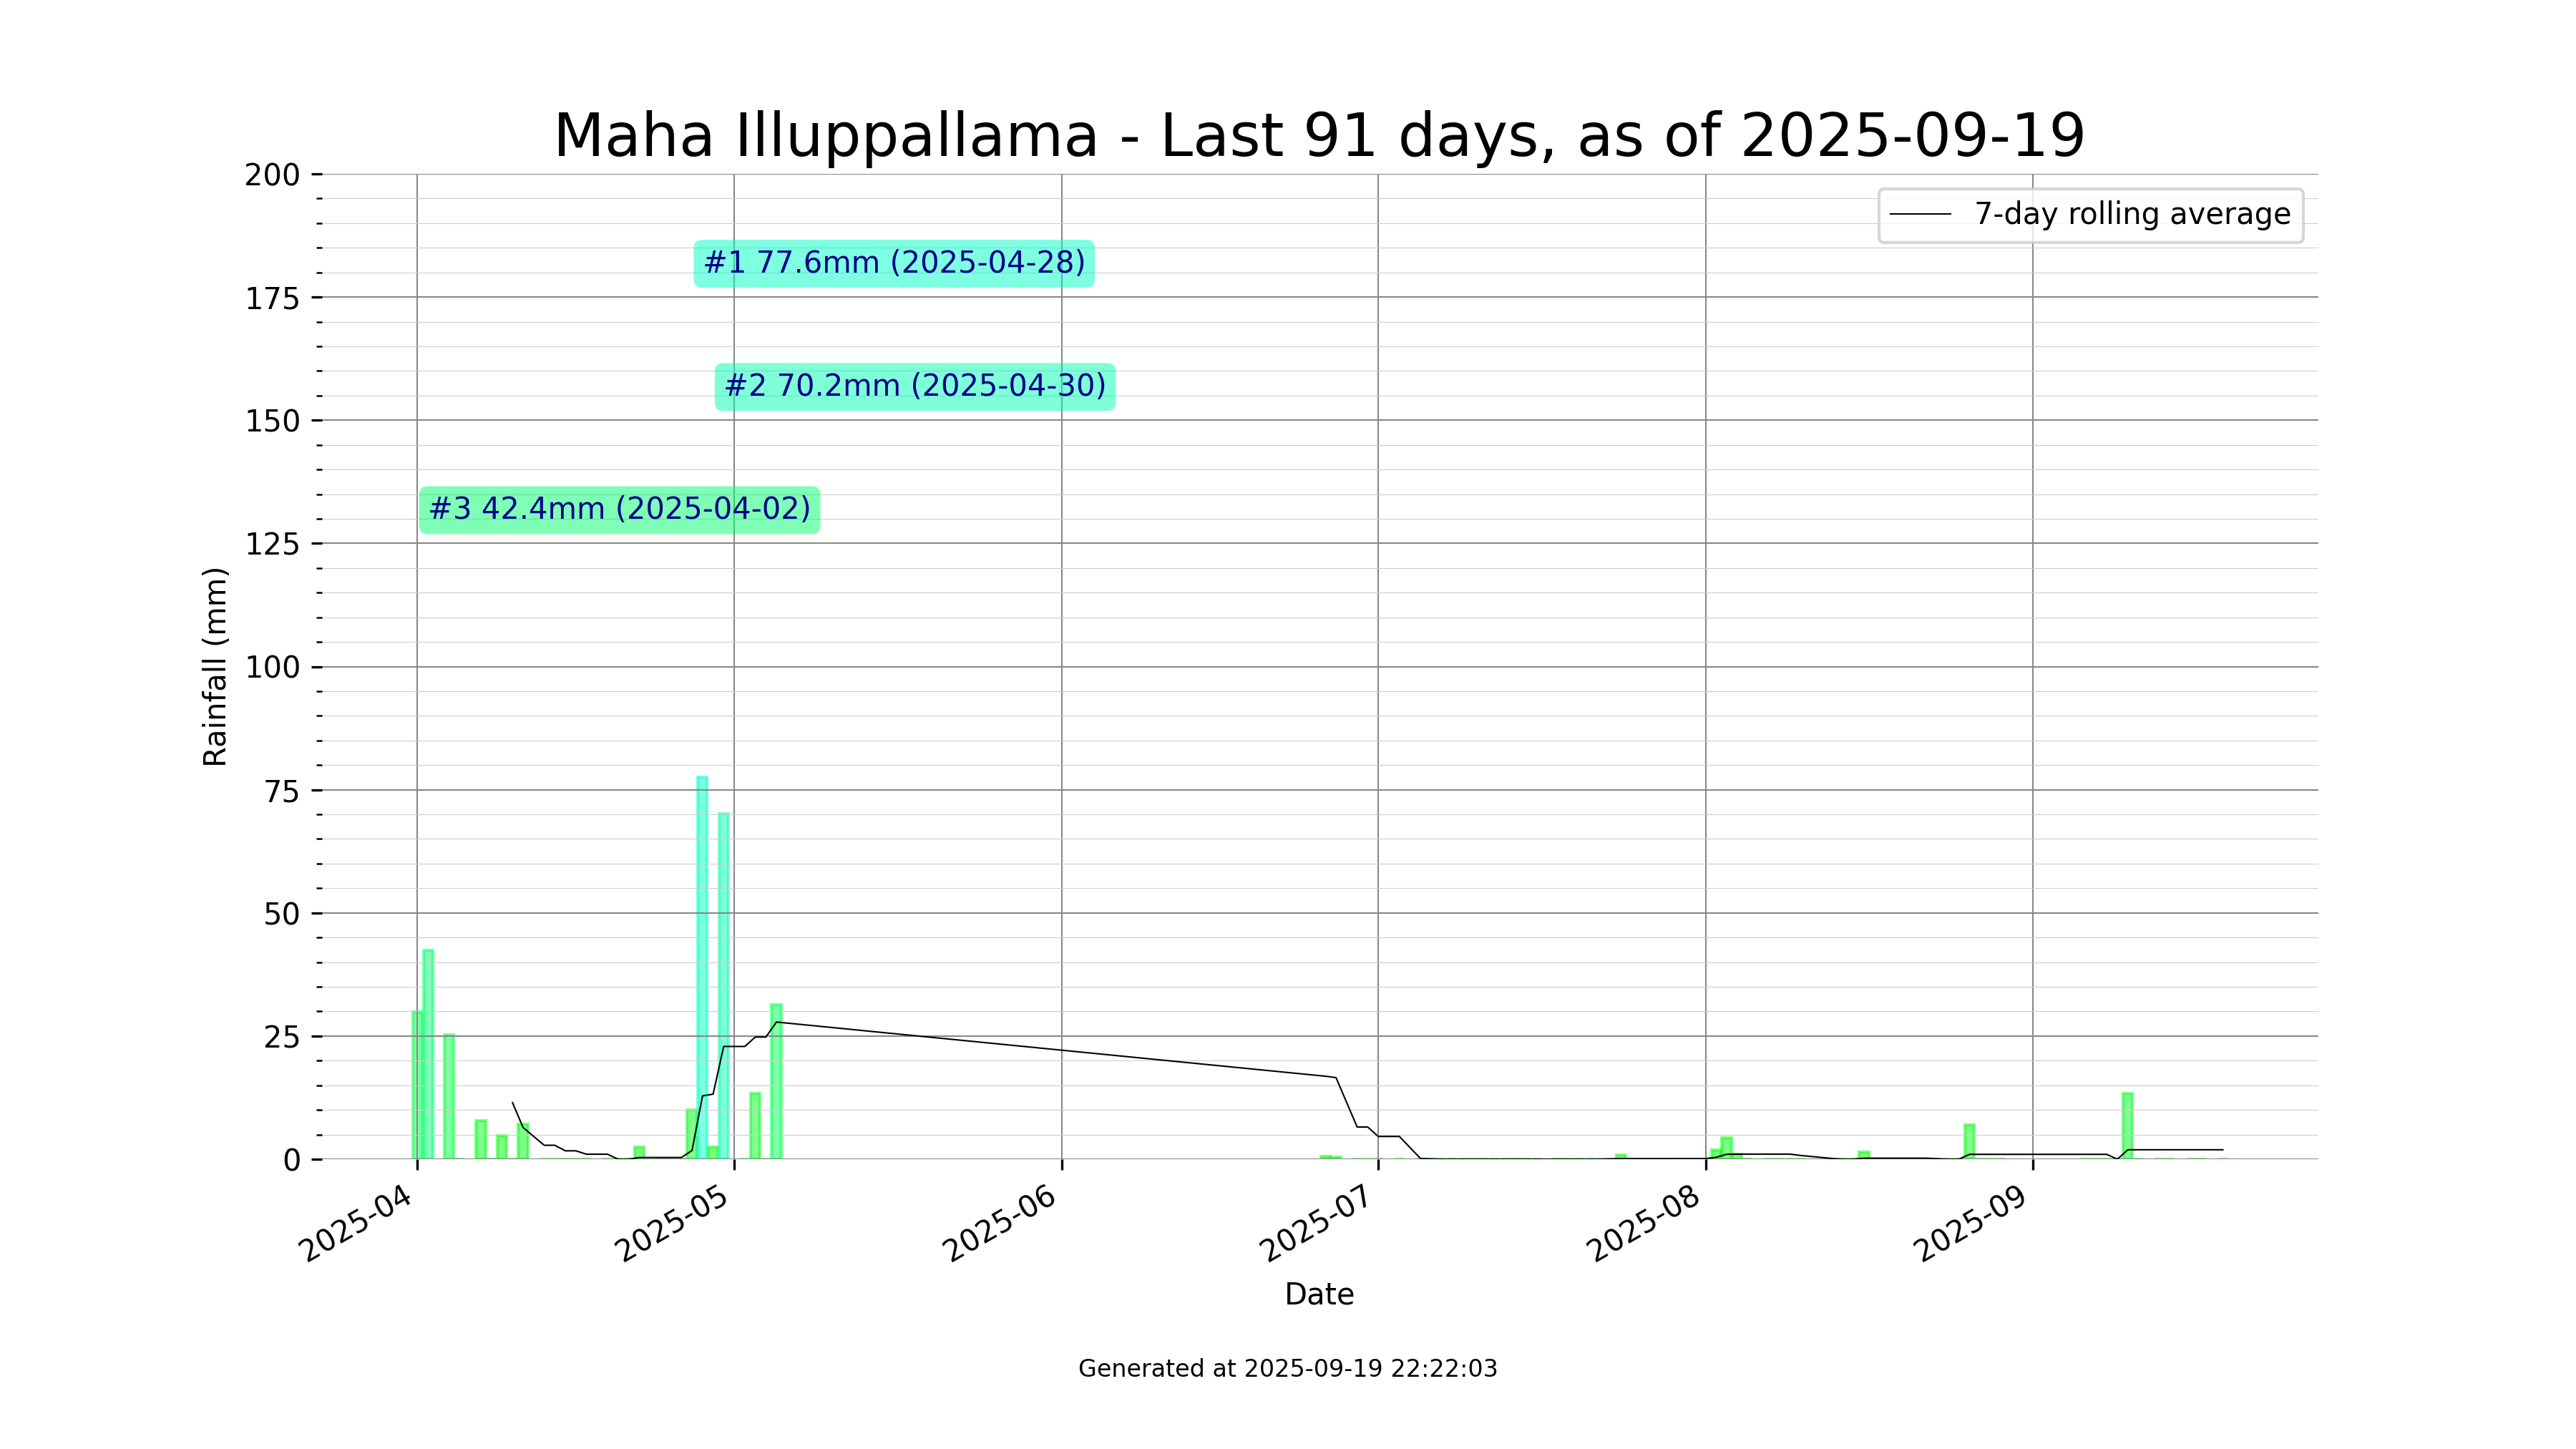 Maha Illuppallama - Last 91 days, as of 2025-09-19
7-day rolling average
#1 77.6mm (2025-04-28)
#2 70.2mm (2025-04-30)
#3 42.4mm (2025-04-02)
Rainfall (mm)
200
175
150
125
100
75
50
25
0
2025-04
2025-05
2025-06
2025-07
2025-08
2025-09
Date
Generated at 2025-09-19 22:22:03